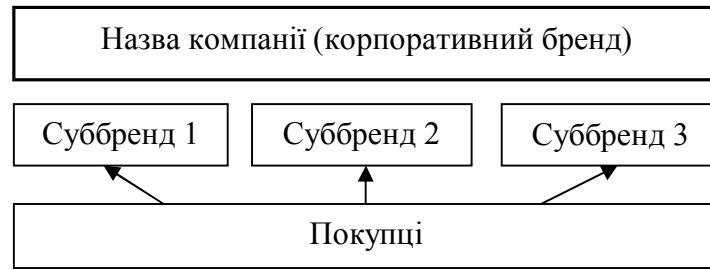 Назва компанії (корпоративний бренд)
Суббренд 1
Суббренд 2
Суббренд 3
Покупці